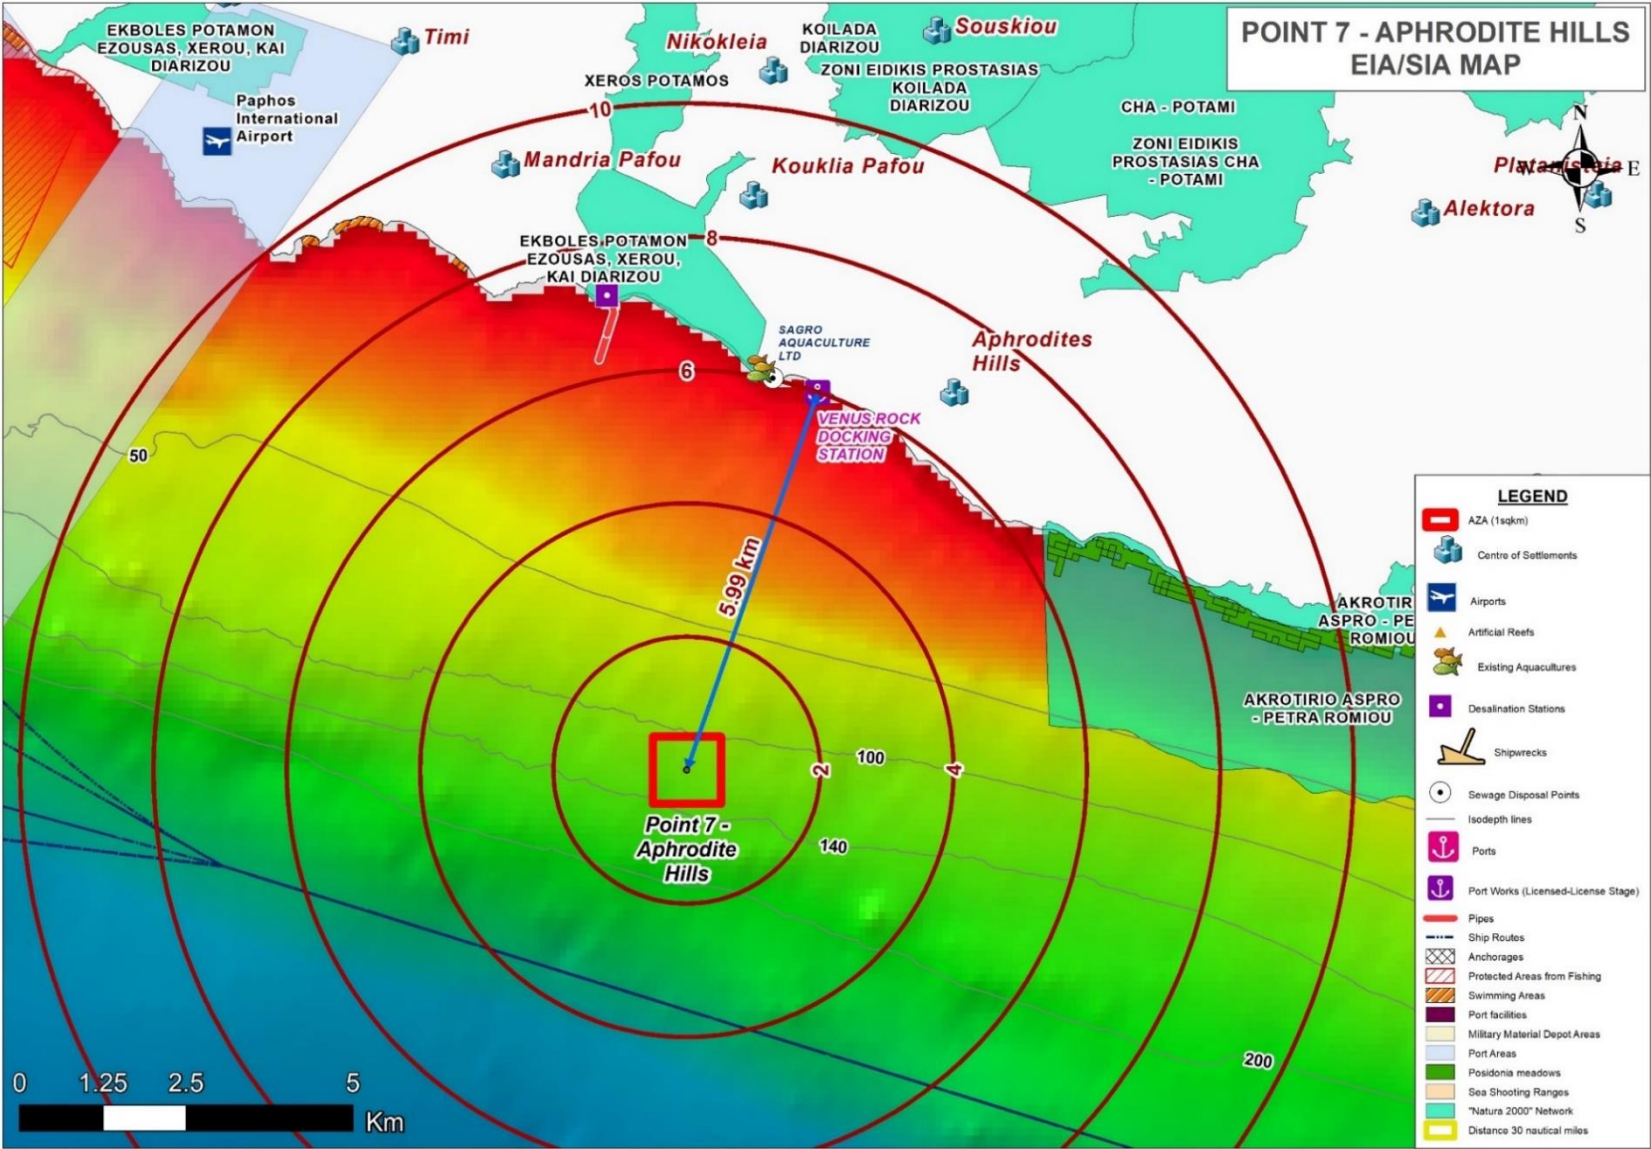 POINT 7 - APHRODITE HILLS
EIA/SIA MAP
EKBOLES POTAMON
EZOUSAS, XEROU, KAI
DIARIZOU
Timi
Nikokleia
KOILADA
DIARIZOU
Souskiou
XEROS POTAMOS
ZONI EIDIKIS PROSTASIAS
KOILADA
DIARIZOU
CHA - POTAMI
ZONI EIDIKIS
PROSTASIAS CHA
- POTAMI
Paphos
International
Airport
10
Mandria Pafou
Kouklia Pafou
N
W
E
S
Platanisteia
Alektora
EKBOLES POTAMON
EZOUSAS, XEROU,
KAI DIARIZOU
8
SAGRO
AQUACULTURE
LTD
Aphrodites
Hills
6
VENUS ROCK
DOCKING
STATION
50
5.99 km
AKROTIR
ASPRO - PE
ROMIOU
AKROTIRIO ASPRO
- PETRA ROMIOU
100
2
4
Point 7 -
Aphrodite
Hills
140
200
0 1.25 2.5 5
Km
LEGEND
AZA (1sqkm)
Centre of Settlements
Airports
Artificial Reefs
Existing Aquacultures
Desalination Stations
Shipwrecks
Sewage Disposal Points
Isodepth lines
Ports
Port Works (Licensed-License Stage)
Pipes
Ship Routes
Anchorages
Protected Areas from Fishing
Swimming Areas
Port facilities
Military Material Depot Areas
Port Areas
Posidonia meadows
Sea Shooting Ranges
"Natura 2000" Network
Distance 30 nautical miles